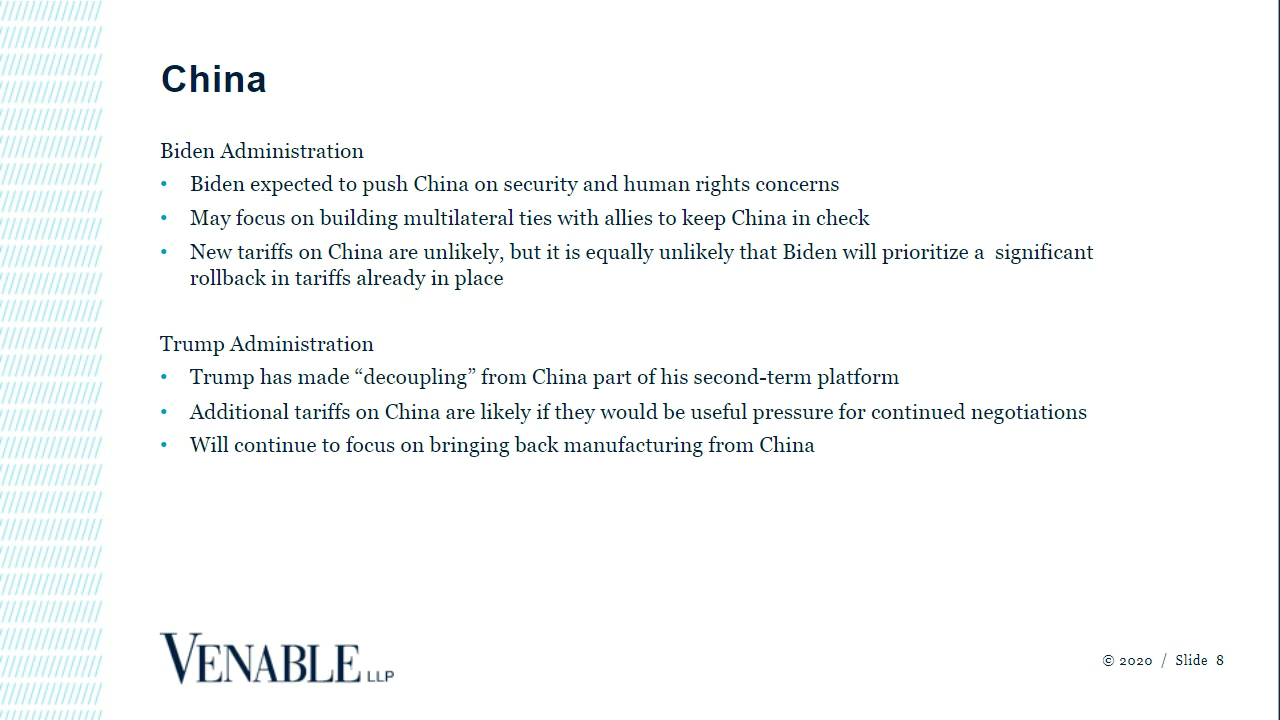 China
Biden Administration
• Biden expected to push China on security and human rights concerns
• May focus on building multilateral ties with allies to keep China in check
• New tariffs on China are unlikely, but it is equally unlikely that Biden will prioritize a  significant
rollback in tariffs already in place
Trump Administration
• Trump has made “decoupling” from China part of his second-term platform
• Additional tariffs on China are likely if they would be useful pressure for continued negotiations
• Will continue to focus on bringing back manufacturing from China
VENABLE LLP
© 2020 / Slide 8